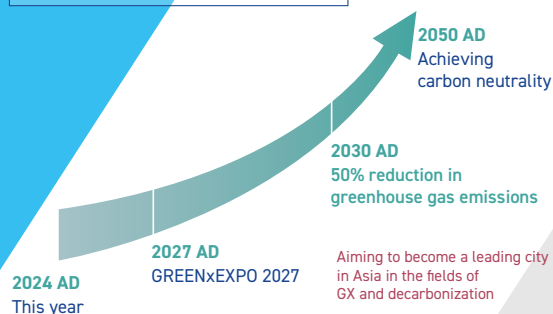 2050 AD
Achieving
carbon neutrality
2030 AD
50% reduction in
greenhouse gas emissions
2027 AD
GREENxEXPO 2027
2024 AD
This year
Aiming to become a leading city
in Asia in the fields of
GX and decarbonization